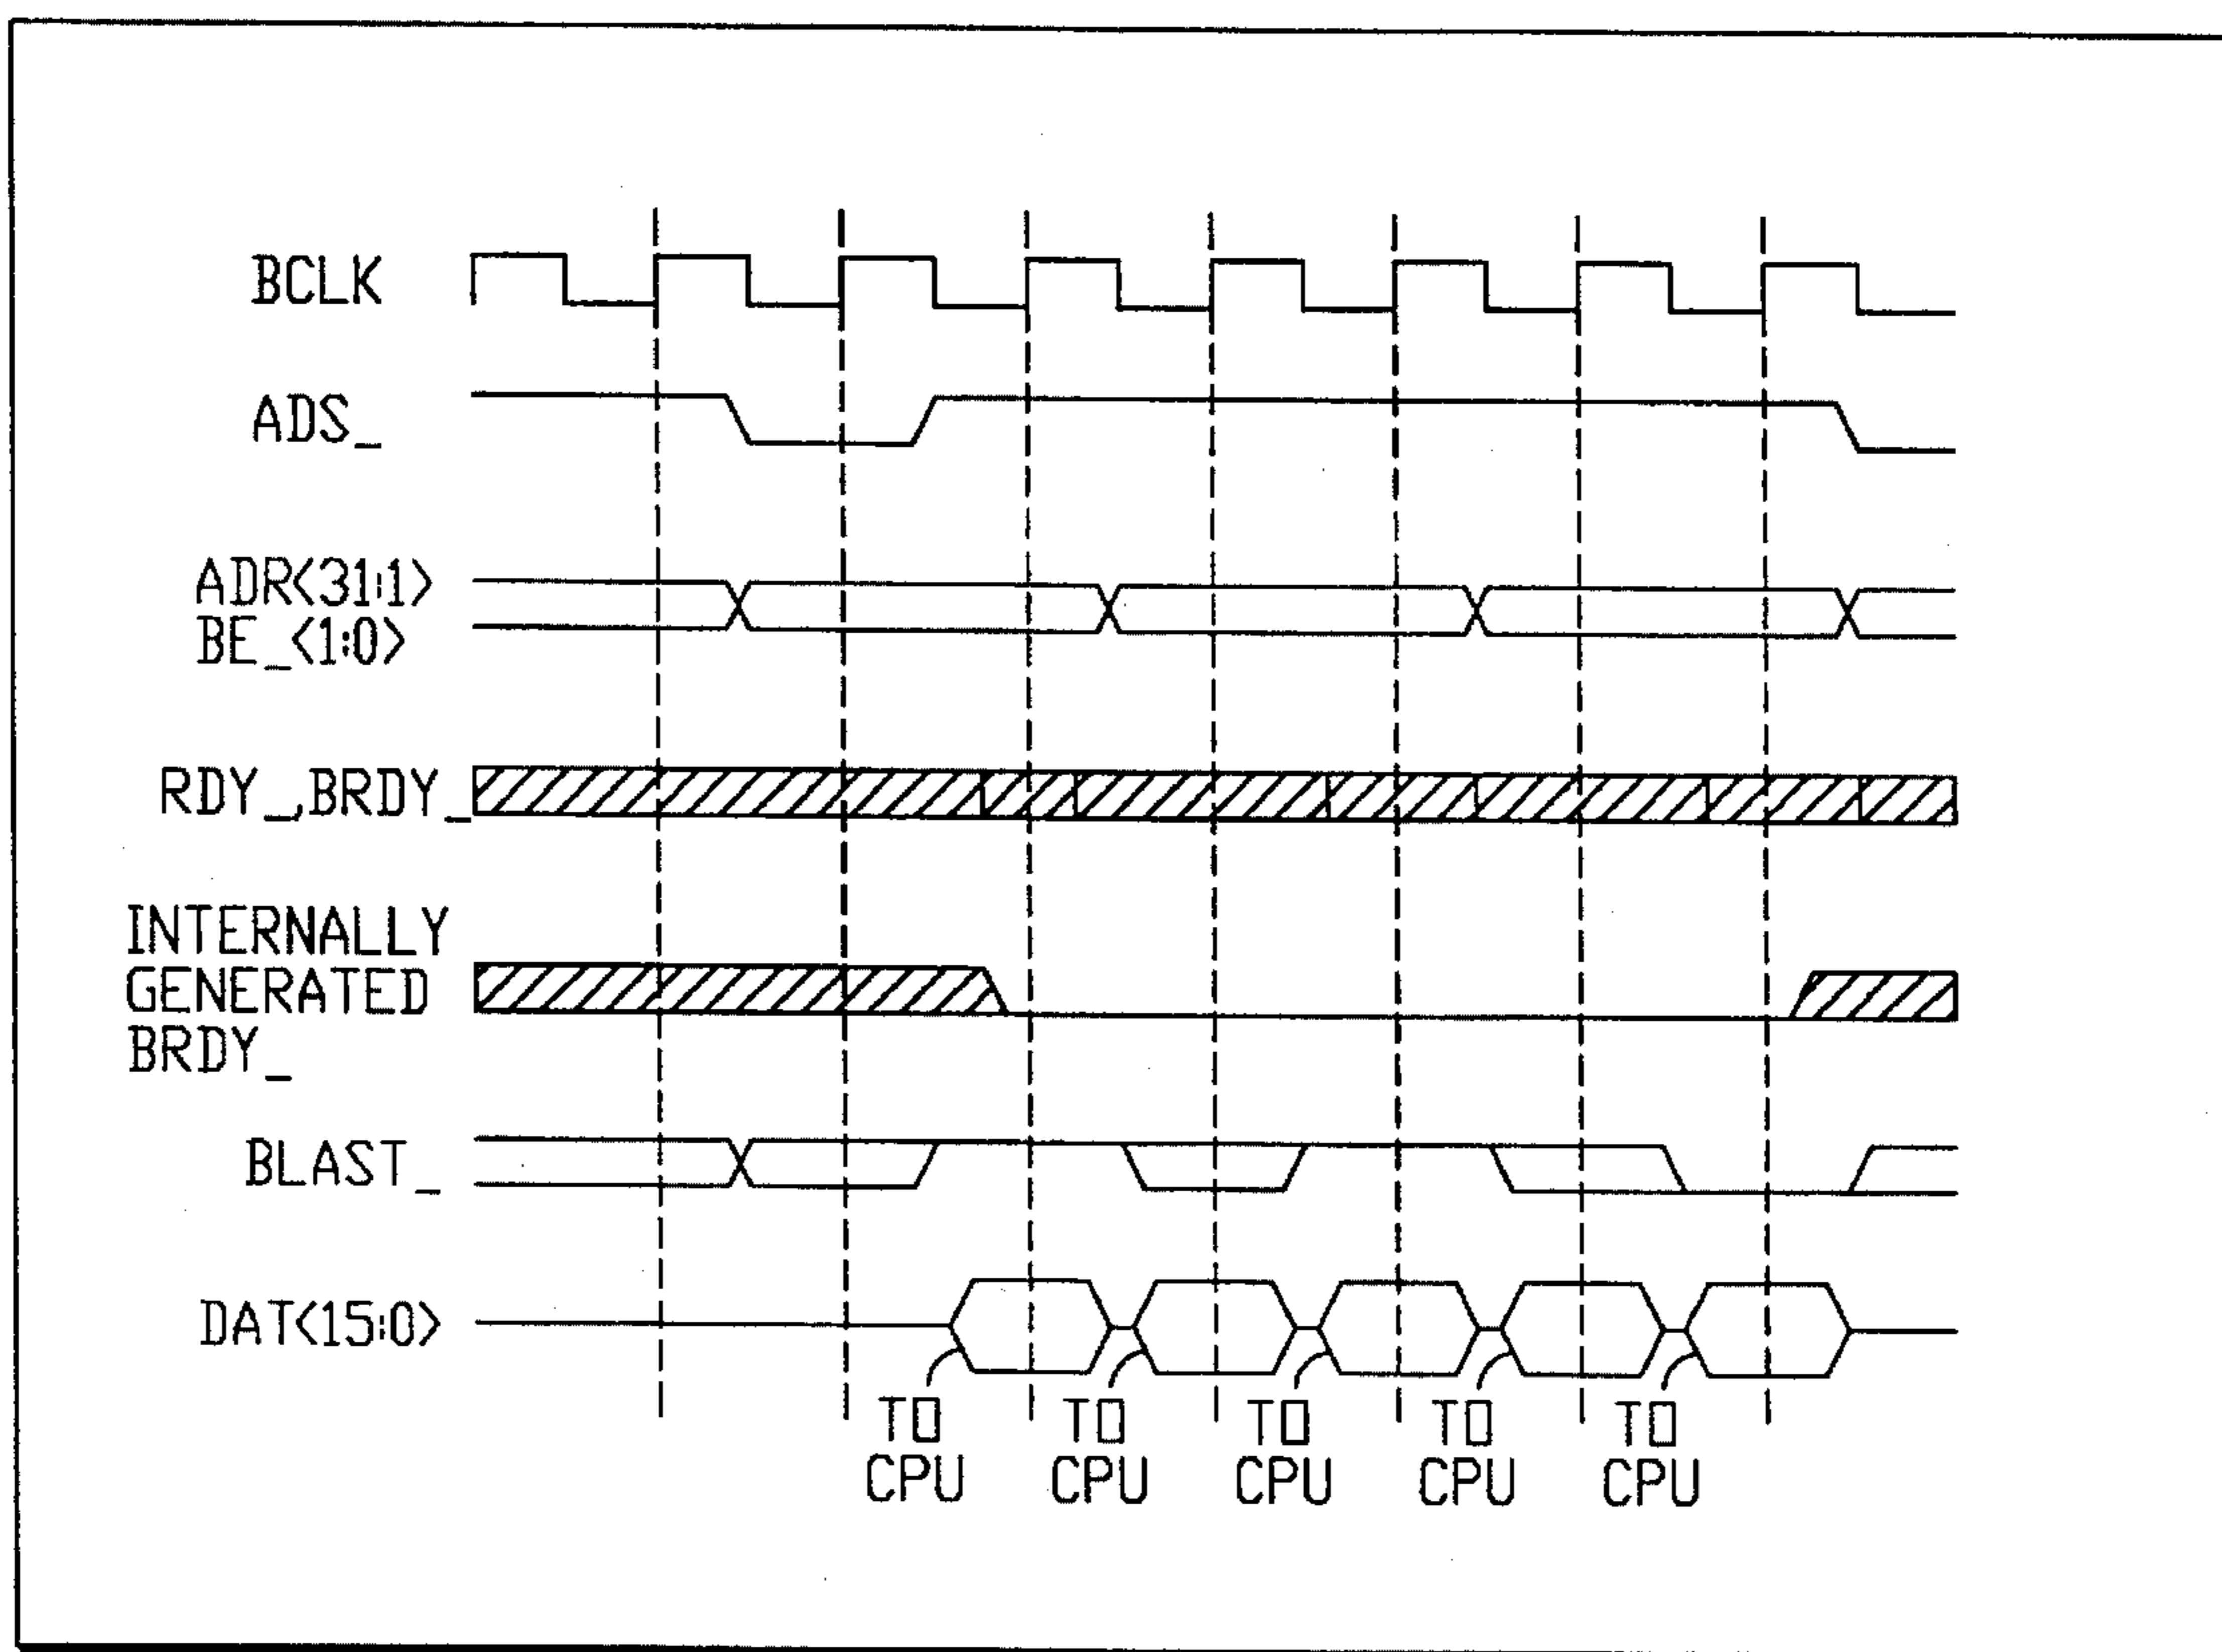 BCLK
ADS_
ADR<31:1>
BE_<1:0>
RDY_,BRDY_
INTERNALLY
GENERATED
BRDY_
BLAST_
DAT<15:0>
TO TO TO TO TO
CPU CPU CPU CPU CPU